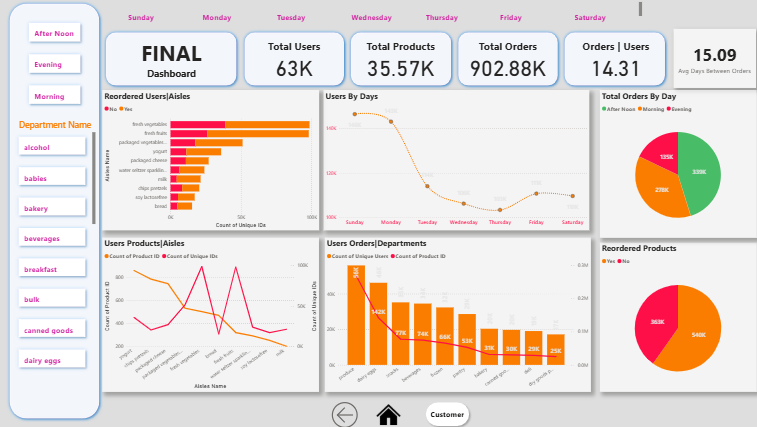 Sunday Monday Tuesday Wednesday Thursday Friday Saturday
After Noon
Evening
Morning
Department Name
alcohol
babies
bakery
beverages
breakfast
bulk
canned goods
dairy eggs
FINAL
Dashboard
Total Users
63K
Total Products
35.57K
Total Orders
902.88K
Orders | Users
14.31
15.09
Avg Days Between Orders
Reordered Users|Aisles
No Yes
Aisles Name
fresh vegetables
fresh fruits
packaged vegetables...
yogurt
packaged cheese
water seltzer sparklin...
milk
chips pretzels
soy lactosefree
bread
0K 50K 100K
Count of Unique IDs
Users By Days
140K
120K
100K
Sunday Monday Tuesday Wednesday Thursday Friday Saturday
Total Orders By Day
After Noon Morning Evening
135K
278K
Users Products|Aisles
Count of Product ID Count of Unique IDs
Count of Product ID
800
600
400
200
100K
50K
0K
Count of Unique IDs
yogurt
chips pretzels
packaged cheese
packaged vegetables...
fresh vegetables
bread
fresh fruits
water seltzer sparklin...
soy lactosefree
milk
Aisles Name
Users Orders|Departments
Count of Unique Users Count of Product ID
40K
20K
0K
0.3M
0.2M
0.1M
0.0M
142K
77K
74K
66K
53K
31K
30K
29K
25K
produce
dairy eggs
snacks
beverages
frozen
pantry
bakery
canned goo...
deli
dry goods p...
Reordered Products
Yes No
363K
540K
Customer